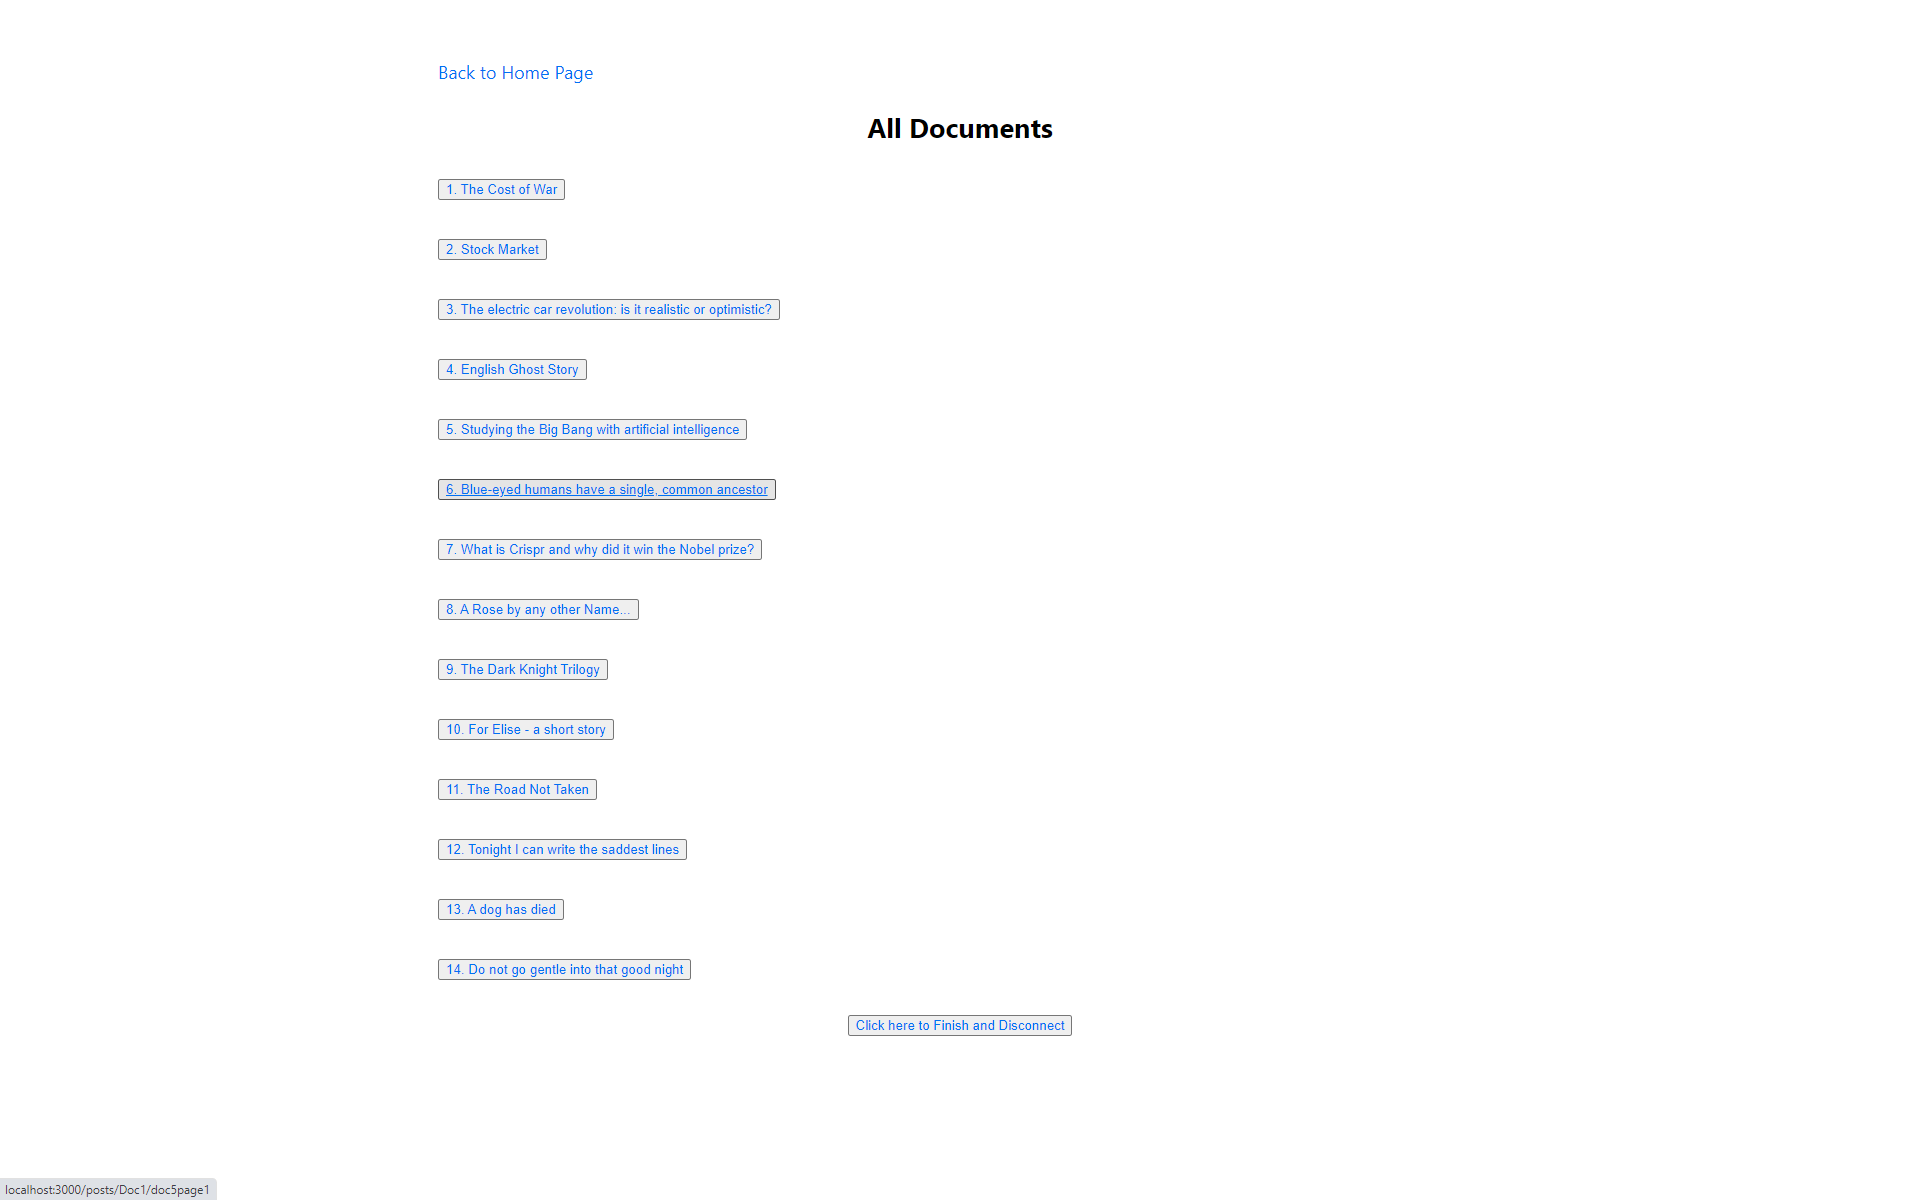 Back to Home Page
All Documents
1. The Cost of War
2. Stock Market
3. The electric car revolution: is it realistic or optimistic?
4. English Ghost Story
5. Studying the Big Bang with artificial intelligence
6. Blue-eyed humans have a single, common ancestor
7. What is Crispr and why did it win the Nobel prize?
8. A Rose by any other Name...
9. The Dark Knight Trilogy
10. For Elise - a short story
11. The Road Not Taken
12. Tonight I can write the saddest lines
13. A dog has died
14. Do not go gentle into that good night
Click here to Finish and Disconnect
localhost:3000/posts/Doc1/doc5page1